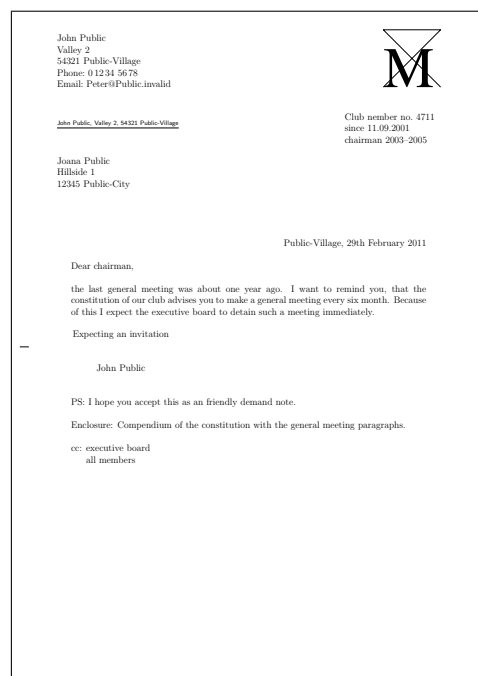 John Public
Valley 2
54321 Public-Village
Phone: 0 12 34 56 78
Email: Peter@Public.invalid
M
John Public, Valley 2, 54321 Public-Village
Club nember no. 4711
since 11.09.2001
chairman 2003–2005
Joana Public
Hillside 1
12345 Public-City
Public-Village, 29th February 2011
Dear chairman,
the last general meeting was about one year ago. I want to remind you, that the
constitution of our club advises you to make a general meeting every six month. Because
of this I expect the executive board to detain such a meeting immediately.
Expecting an invitation
John Public
PS: I hope you accept this as an friendly demand note.
Enclosure: Compendium of the constitution with the general meeting paragraphs.
cc: executive board
all members